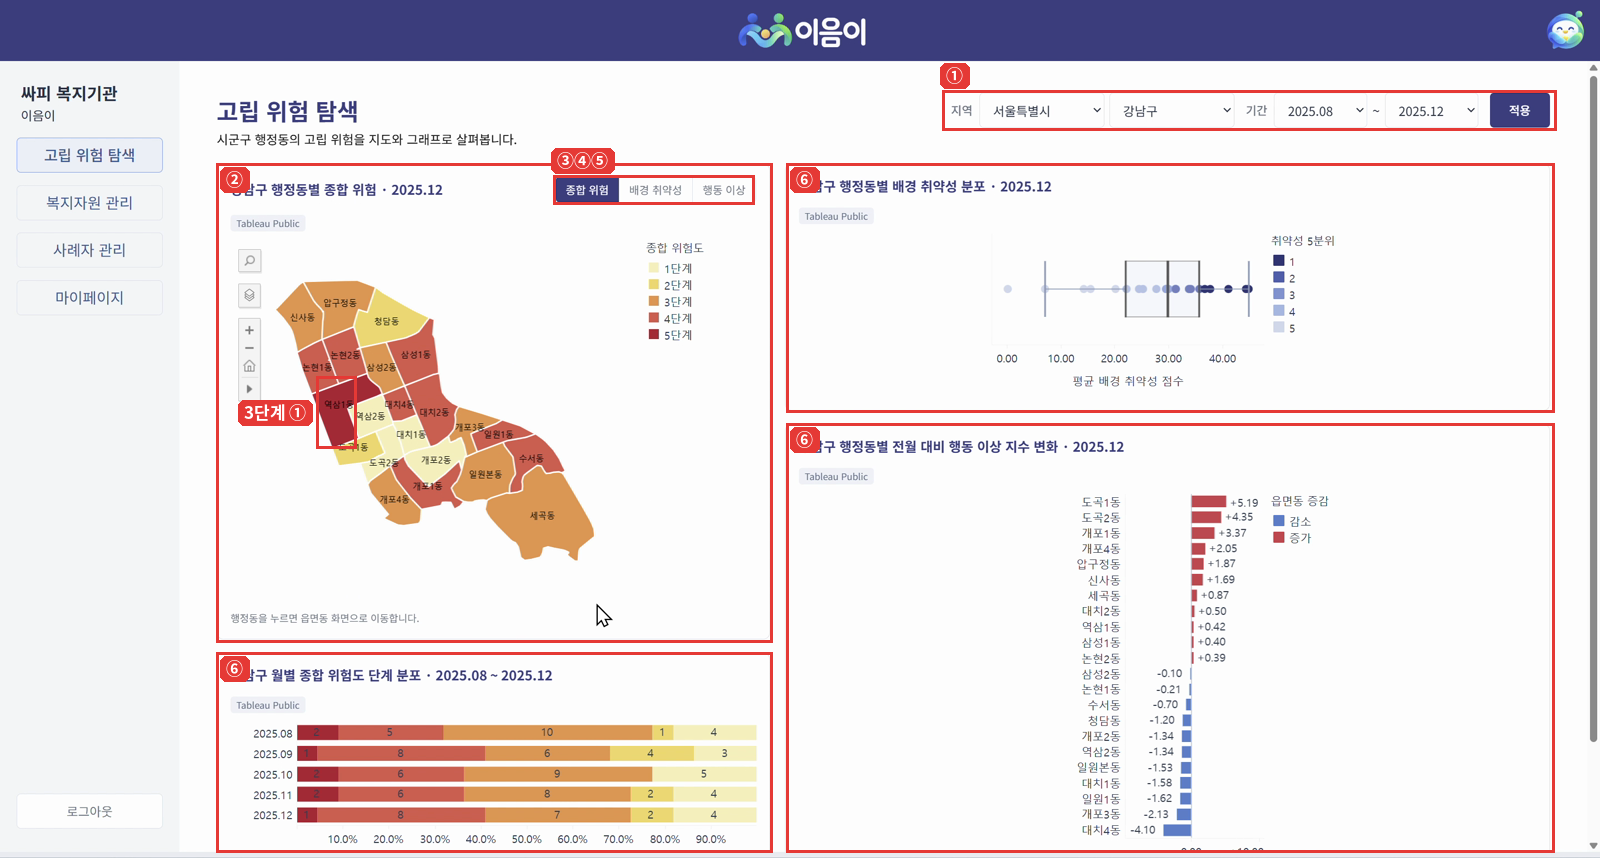 이음이
싸피 복지기관
이음이
고립 위험 탐색
복지자원 관리
사례자 관리
마이페이지
로그아웃
고립 위험 탐색
시군구 행정동의 고립 위험을 지도와 그래프로 살펴봅니다.
①
지역 서울특별시 강남구 기간 2025.08 ~ 2025.12 적용
②
남구 행정동별 종합 위험 · 2025.12
③④⑤
종합 위험 배경 취약성 행동 이상
Tableau Public
종합 위험도
1단계
2단계
3단계
4단계
5단계
압구정동
신사동
청담동
논현2동
삼성1동
논현1동
삼성2동
역삼1동
대치4동
대치2동
역삼2동
개포3동
대치1동
일원1동
1동
도곡2동
개포2동
수서동
일원본동
개포1동
개포4동
세곡동
3단계 ①
행정동을 누르면 읍면동 화면으로 이동합니다.
⑥
남구 월별 종합 위험도 단계 분포 · 2025.08 ~ 2025.12
Tableau Public
2025.08 2 5 10 1 4
2025.09 1 8 6 4 3
2025.10 2 6 9 5
2025.11 2 6 8 2 4
2025.12 1 8 7 2 4
10.0% 20.0% 30.0% 40.0% 50.0% 60.0% 70.0% 80.0% 90.0%
⑥
남구 행정동별 배경 취약성 분포 · 2025.12
Tableau Public
취약성 5분위
1
2
3
4
5
0.00 10.00 20.00 30.00 40.00
평균 배경 취약성 점수
⑥
남구 행정동별 전월 대비 행동 이상 지수 변화 · 2025.12
Tableau Public
읍면동 증감
감소
증가
도곡1동 +5.19
도곡2동 +4.35
개포1동 +3.37
개포4동 +2.05
압구정동 +1.87
신사동 +1.69
세곡동 +0.87
대치2동 +0.50
역삼1동 +0.42
삼성1동 +0.40
논현2동 +0.39
삼성2동 -0.10
논현1동 -0.21
수서동 -0.70
청담동 -1.20
개포2동 -1.34
역삼2동 -1.34
일원본동 -1.53
대치1동 -1.58
일원1동 -1.62
개포3동 -2.13
대치4동 -4.10